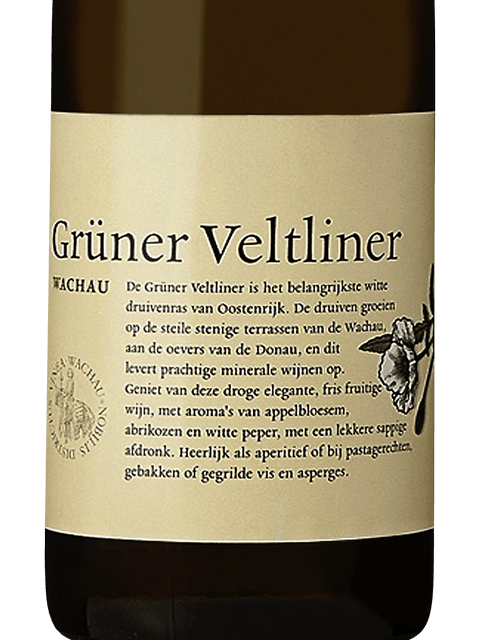 Grüner Veltliner
WACHAU
De Grüner Veltliner is het belangrijkste witte
druivenras van Oostenrijk. De druiven groeien
op de steile stenige terrassen van de Wachau,
aan de oevers van de Donau, en dit
levert prachtige minerale wijnen op.
Geniet van deze droge elegante, fris fruitige
wijn, met aroma's van appelbloesem,
abrikozen en witte peper, met een lekkere sappige
afdronk. Heerlijk als aperitief of bij pastagerechten,
gebakken of gegrilde vis en asperges.
VINEA · WACHAU · NOBILIS DISTRICTUS